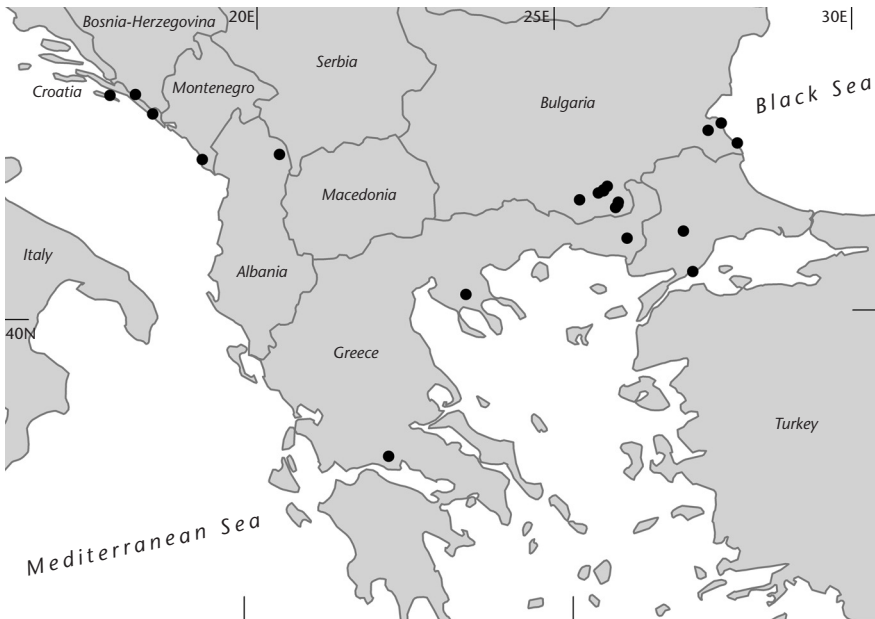 20E
25E
30E
Bosnia-Herzegovina
Serbia
Croatia
Montenegro
Bulgaria
Black Sea
Macedonia
Italy
Albania
40N
Greece
Turkey
Mediterranean Sea